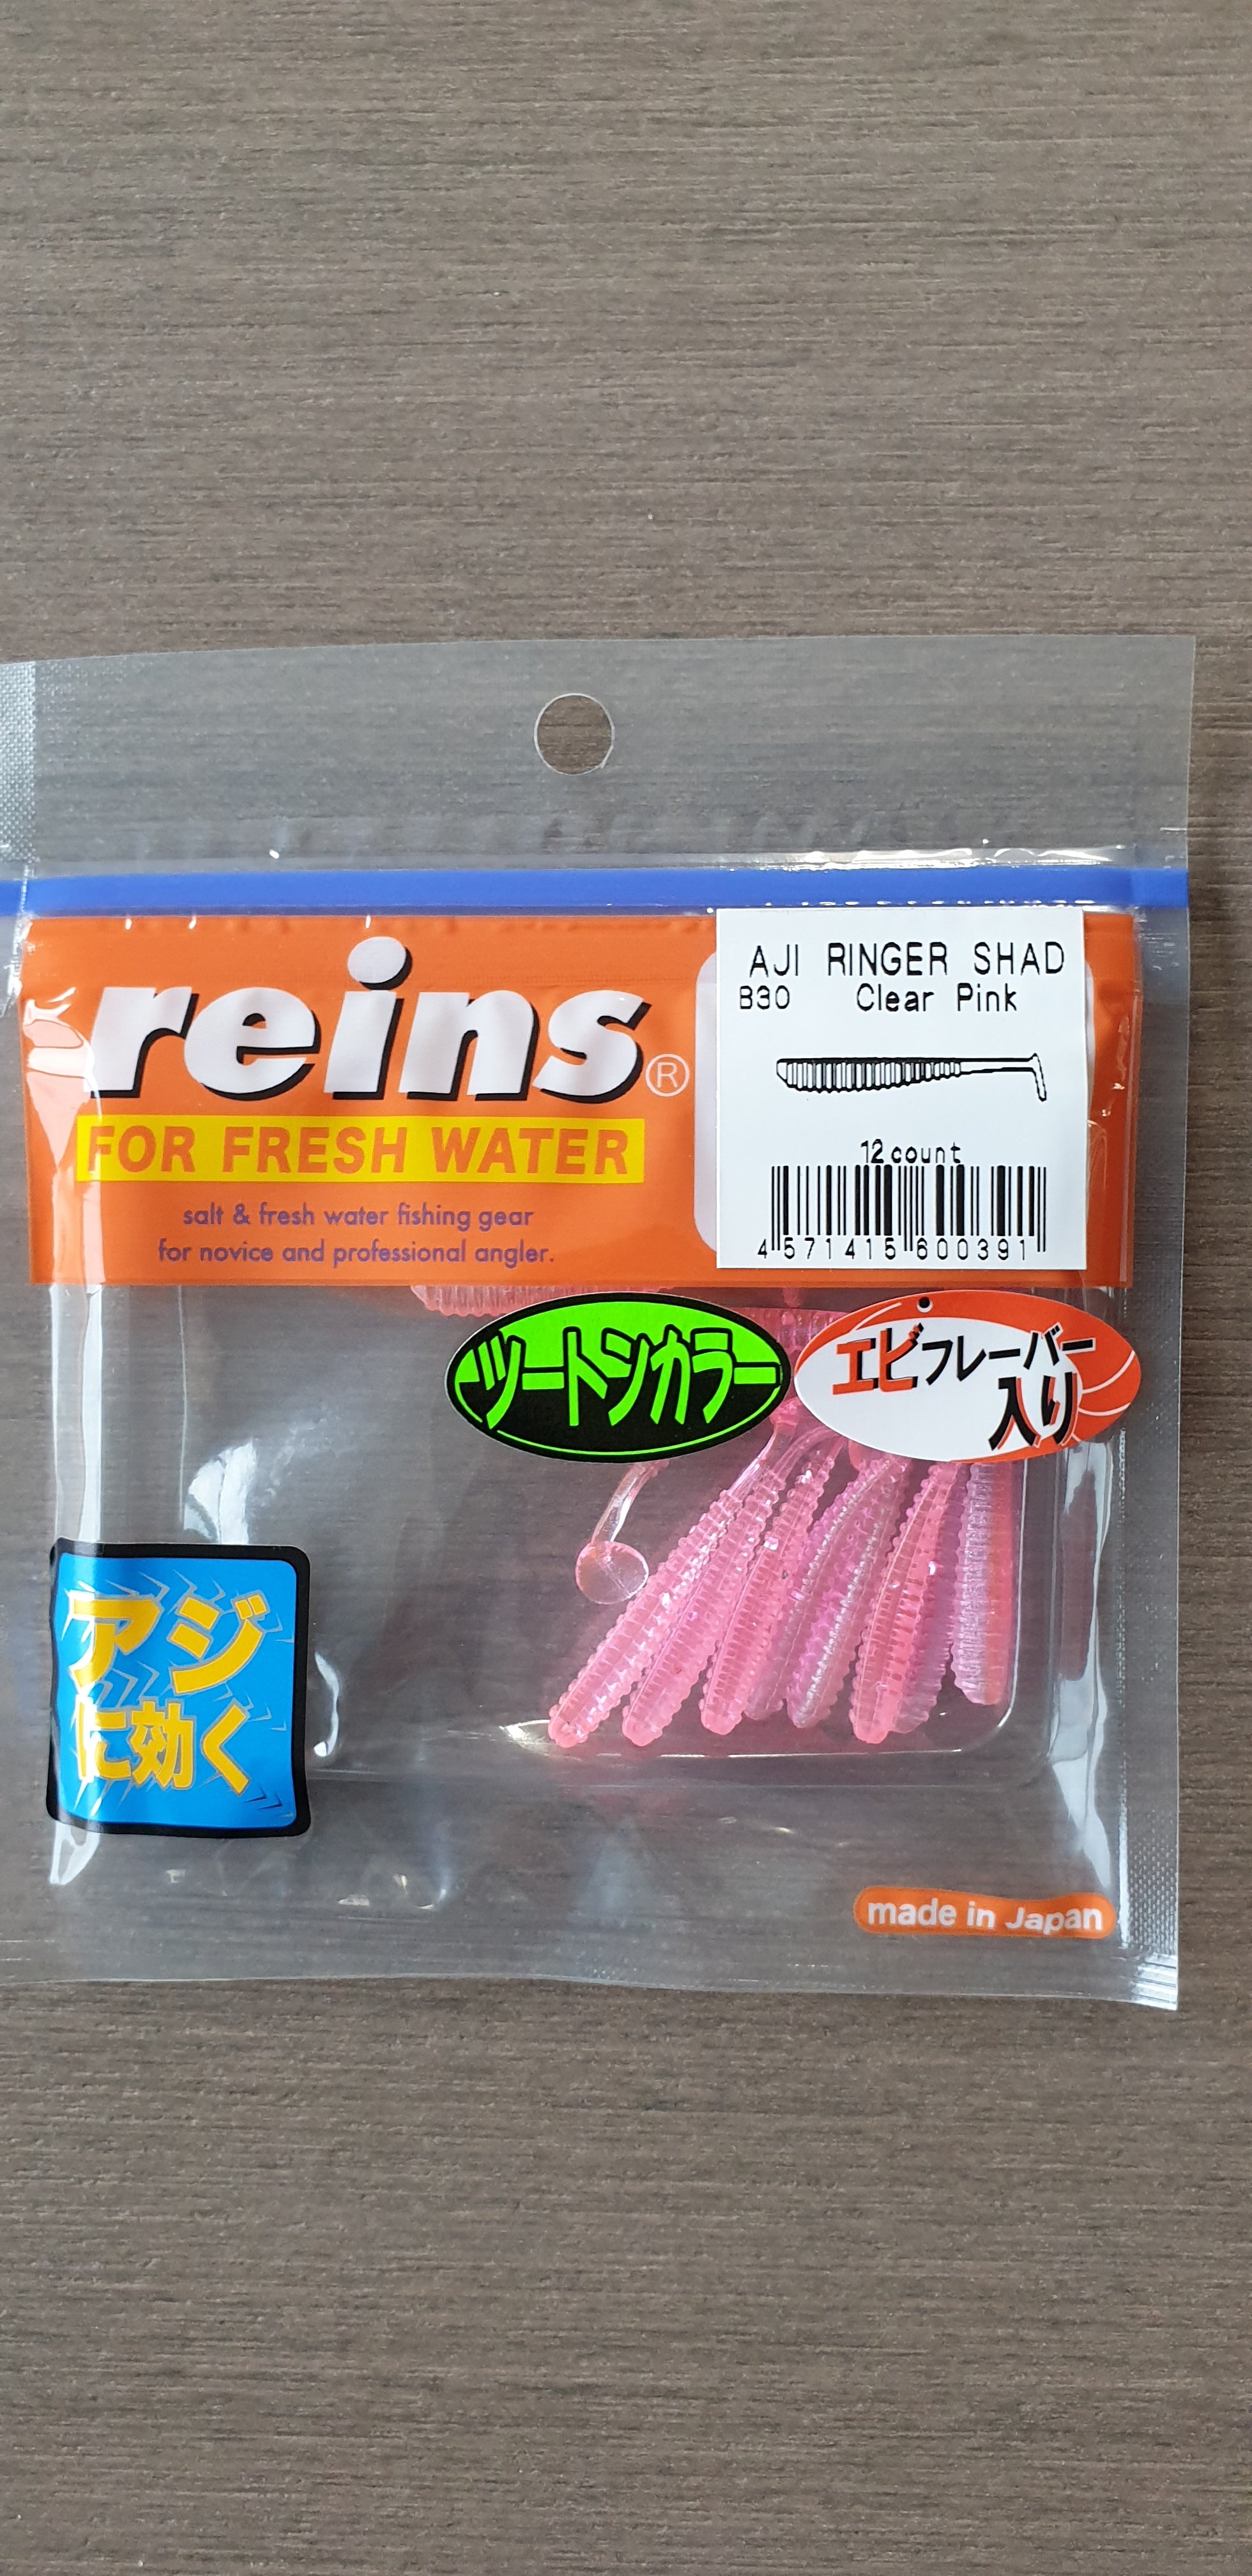 reins®
FOR FRESH WATER
salt & fresh water fishing gear
for novice and professional angler.
AJI RINGER SHAD
B30 Clear Pink
12 count
4 571415 600391
ツートンカラー
エビフレーバー
入り
アジ
に効く
made in Japan